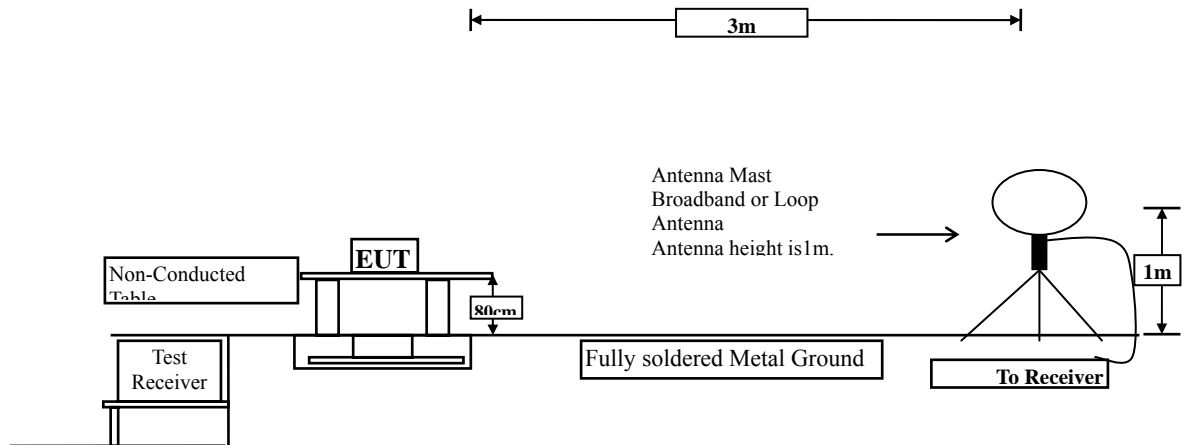 3m
Antenna Mast
Broadband or Loop
Antenna
Antenna height is1m.
EUT
Non-Conducted
Table
80cm
1m
Test
Receiver
Fully soldered Metal Ground
To Receiver